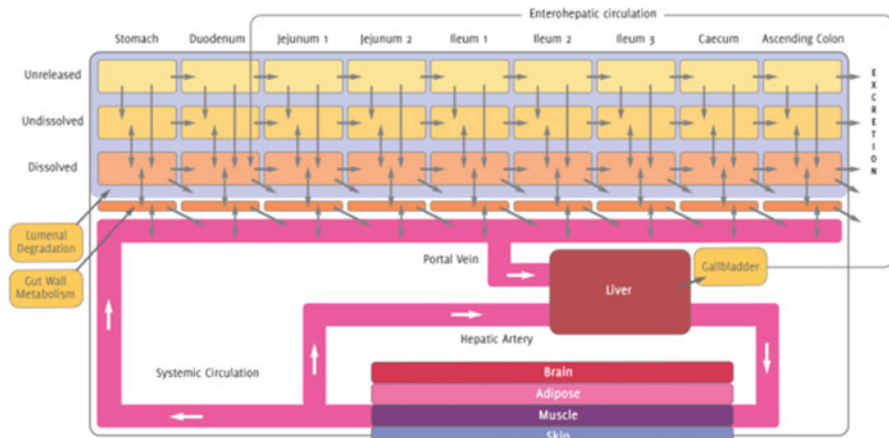 Enterohepatic circulation
Stomach Duodenum Jejunum 1 Jejunum 2 Ileum 1 Ileum 2 Ileum 3 Caecum Ascending Colon
Unreleased
Undissolved
Dissolved
EXCRETION
Lumenal
Degradation
Gut Wall
Metabolism
Portal Vein
Liver
Gallbladder
Hepatic Artery
Systemic Circulation
Brain
Adipose
Muscle
Skin